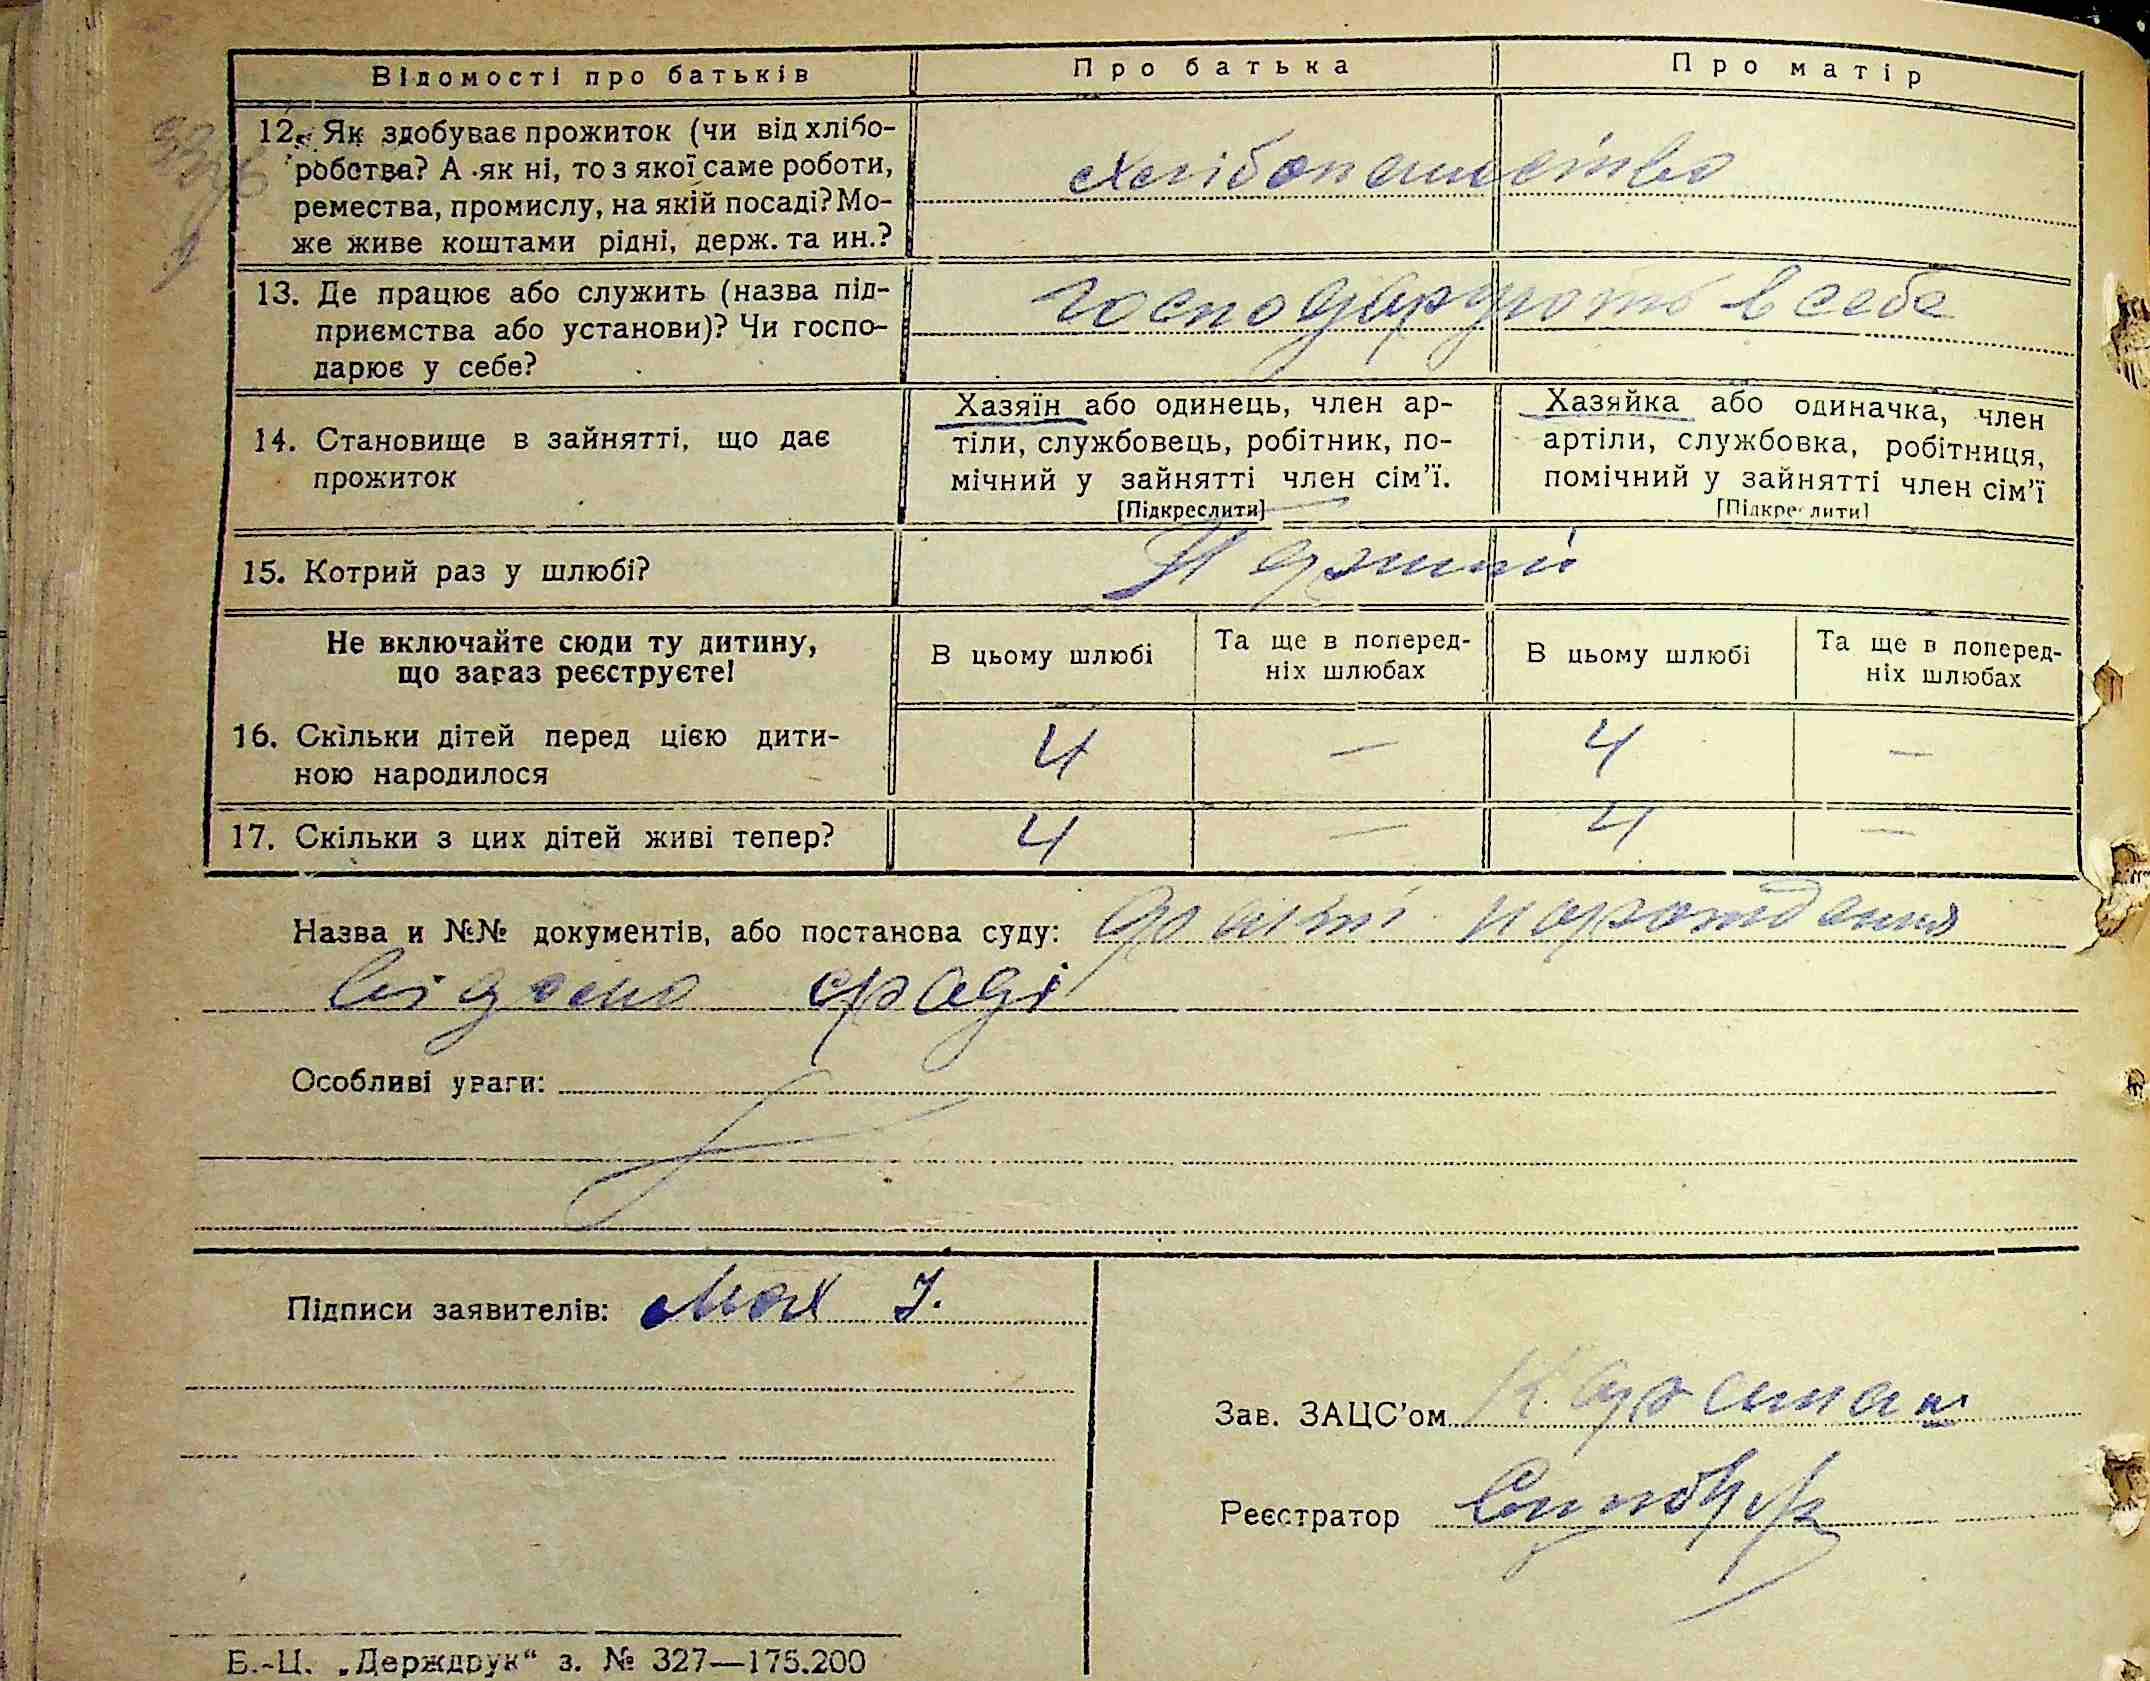 Відомості про батьків Про батька Про матір
12. Як здобуває прожиток (чи від хлібо-
робства? А як ні, то з якої саме роботи,
ремества, промислу, на якій посаді? Мо-
же живе коштами рідні, держ. та ин.?
Хлібопашество
13. Де працює або служить (назва під-
приємства або установи)? Чи госпо-
дарює у себе?
господарують в себе
14. Становище в зайнятті, що дає
прожиток
Хазяїн або одинець, член ар-
тіли, службовець, робітник, по-
мічний у зайнятті член сім’ї.
[Підкреслити]
Хазяйка або одиначка, член
артіли, службовка, робітниця,
помічний у зайнятті член сім’ї
[Підкреслити]
15. Котрий раз у шлюбі?
Перший
Не включайте сюди ту дитину,
що зараз реєструєте!
В цьому шлюбі
Та ще в поперед-
ніх шлюбах
В цьому шлюбі
Та ще в поперед-
ніх шлюбах
16. Скільки дітей перед цією дити-
ною народилося
4 — 4 —
17. Скільки з цих дітей живі тепер? 4 — 4 —
Назва и №№ документів, або постанова суду:
Особливі уваги:
Підписи заявителів: Мох І.
Зав. ЗАЦС’ом
Реєстратор
Б.-Ц. „Держдрук“ з. № 327—175.200